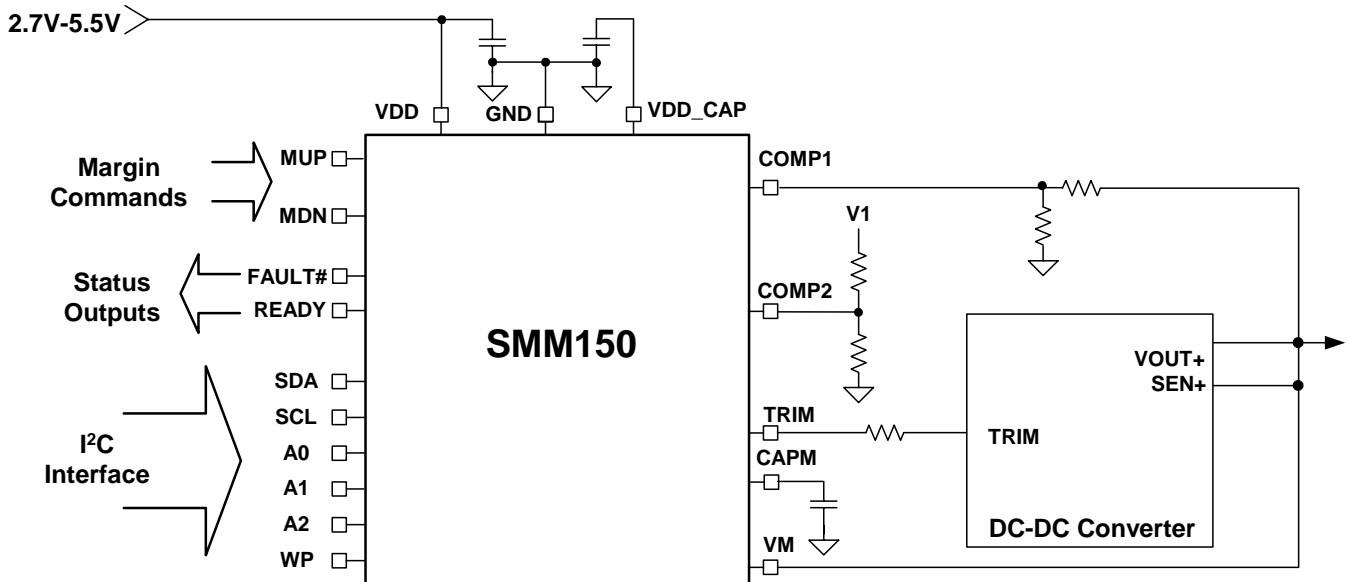 2.7V-5.5V
VDD
GND
VDD_CAP
Margin
Commands
MUP
MDN
Status
Outputs
FAULT#
READY
I²C
Interface
SDA
SCL
A0
A1
A2
WP
SMM150
COMP1
V1
COMP2
TRIM
CAPM
VM
VOUT+
SEN+
TRIM
DC-DC Converter